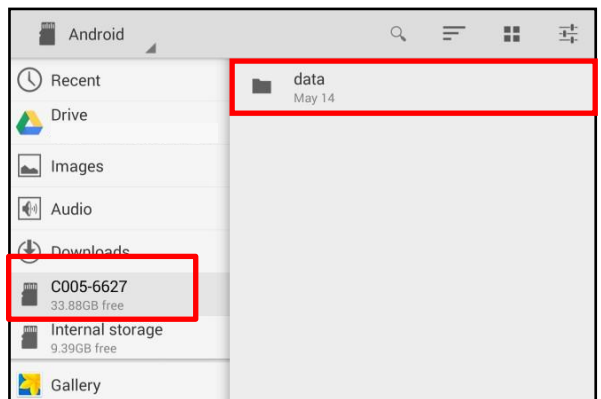 Android
Recent
Drive
Images
Audio
Downloads
C005-6627
33.88GB free
Internal storage
9.39GB free
Gallery
data
May 14